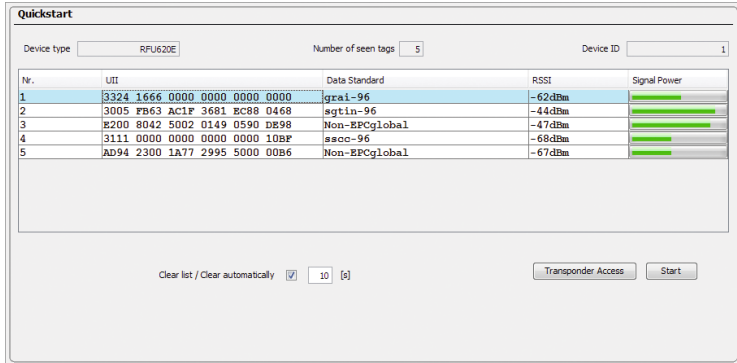 Quickstart
Device type RFU620E Number of seen tags 5 Device ID 1
Nr. UII Data Standard RSSI Signal Power
1 3324 1666 0000 0000 0000 0000 grai-96 -62dBm
2 3005 FB63 AC1F 3681 EC88 0468 sgtin-96 -44dBm
3 E200 8042 5002 0149 0590 DE98 Non-EPCglobal -47dBm
4 3111 0000 0000 0000 0000 10BF sscc-96 -68dBm
5 AD94 2300 1A77 2995 5000 00B6 Non-EPCglobal -67dBm
Clear list / Clear automatically 10 [s] Transponder Access Start